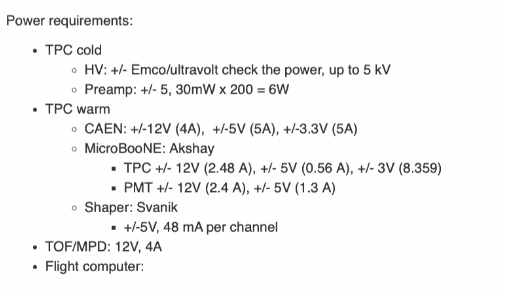 Power requirements:
• TPC cold
◦ HV: +/- Emco/ultravolt check the power, up to 5 kV
◦ Preamp: +/- 5, 30mW x 200 = 6W
• TPC warm
◦ CAEN: +/-12V (4A), +/-5V (5A), +/-3.3V (5A)
◦ MicroBooNE: Akshay
▪ TPC +/- 12V (2.48 A), +/- 5V (0.56 A), +/- 3V (8.359)
▪ PMT +/- 12V (2.4 A), +/- 5V (1.3 A)
◦ Shaper: Svanik
▪ +/-5V, 48 mA per channel
• TOF/MPD: 12V, 4A
• Flight computer: